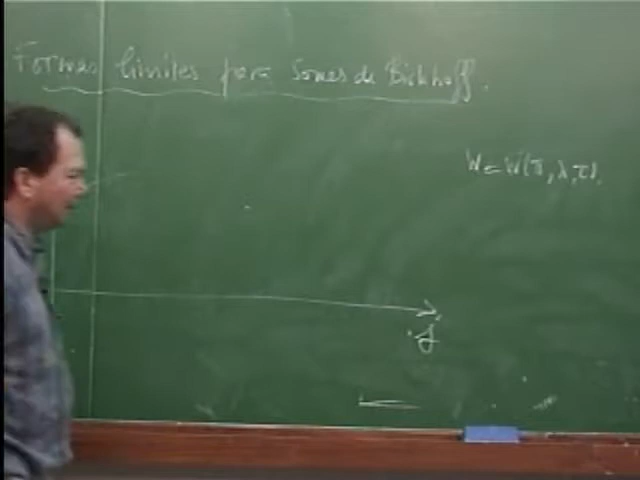 Formas limites para Somas de Birkhoff.
W = W(π, λ, τ).